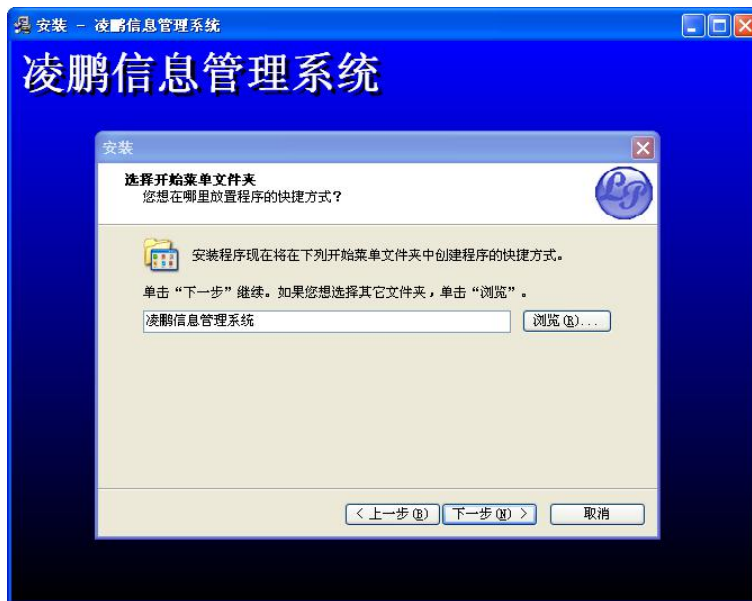 安装 - 凌鹏信息管理系统
凌鹏信息管理系统
安装
选择开始菜单文件夹
您想在哪里放置程序的快捷方式?
LP
安装程序现在将在下列开始菜单文件夹中创建程序的快捷方式。
单击“下一步”继续。如果您想选择其它文件夹，单击“浏览”。
凌鹏信息管理系统
浏览(R)...
< 上一步(B)
下一步(N) >
取消